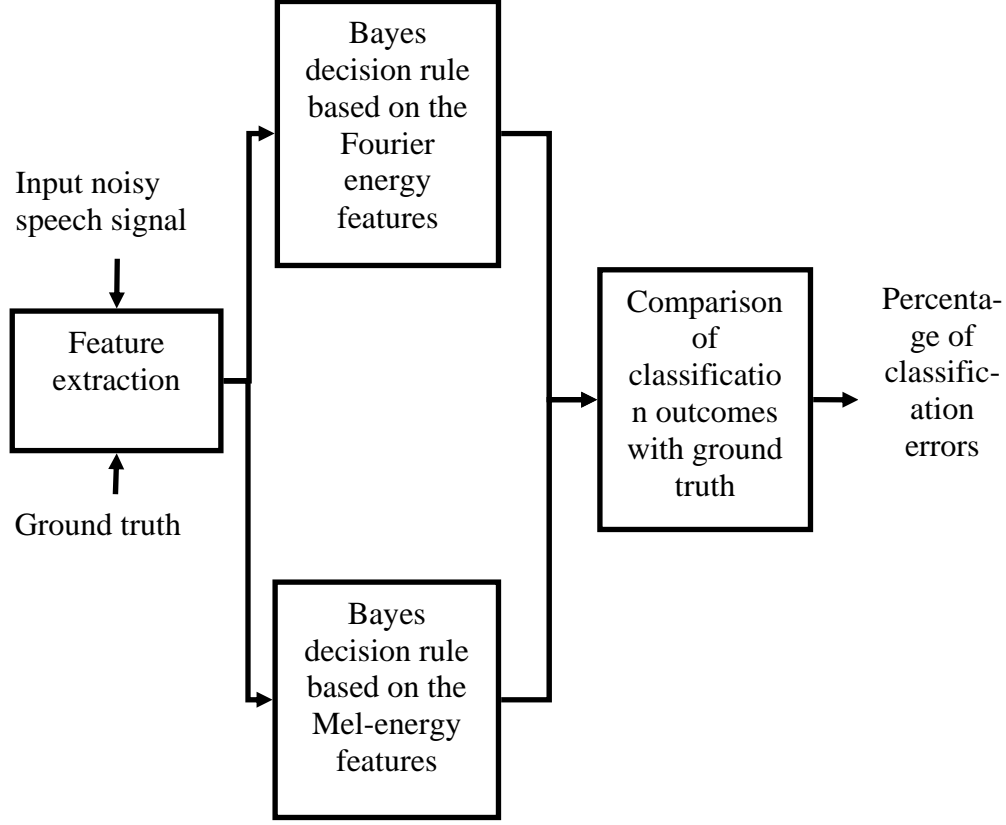 Input noisy
speech signal
Feature
extraction
Ground truth
Bayes
decision rule
based on the
Fourier
energy
features
Bayes
decision rule
based on the
Mel-energy
features
Comparison
of
classificatio
n outcomes
with ground
truth
Percenta-
ge of
classific-
ation
errors